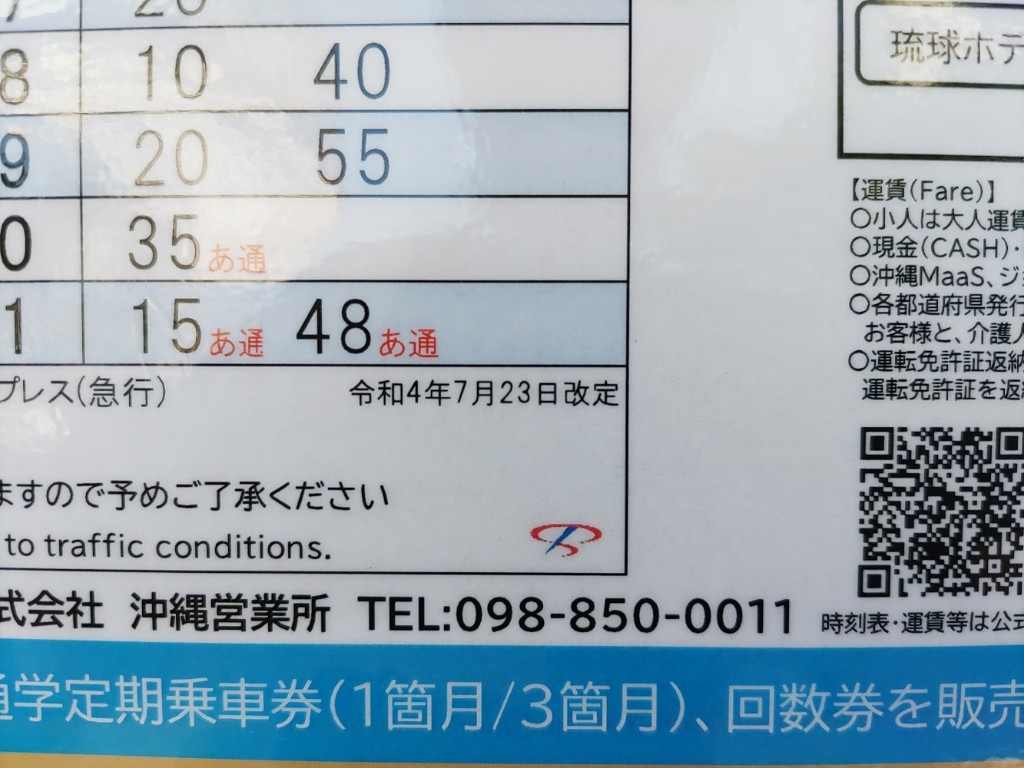 7 20
8 10 40
9 20 55
0 35あ通
1 15あ通 48あ通
プレス(急行) 令和4年7月23日改定
ますので予めご了承ください
to traffic conditions.
式会社 沖縄営業所 TEL:098-850-0011
琉球ホテ
【運賃(Fare)】
○小人は大人運賃
○現金(CASH)・
○沖縄MaaS、ジ
○各都道府県発行
お客様と、介護人
○運転免許証返納
運転免許証を返納
時刻表・運賃等は公式
通学定期乗車券(1箇月/3箇月)、回数券を販売